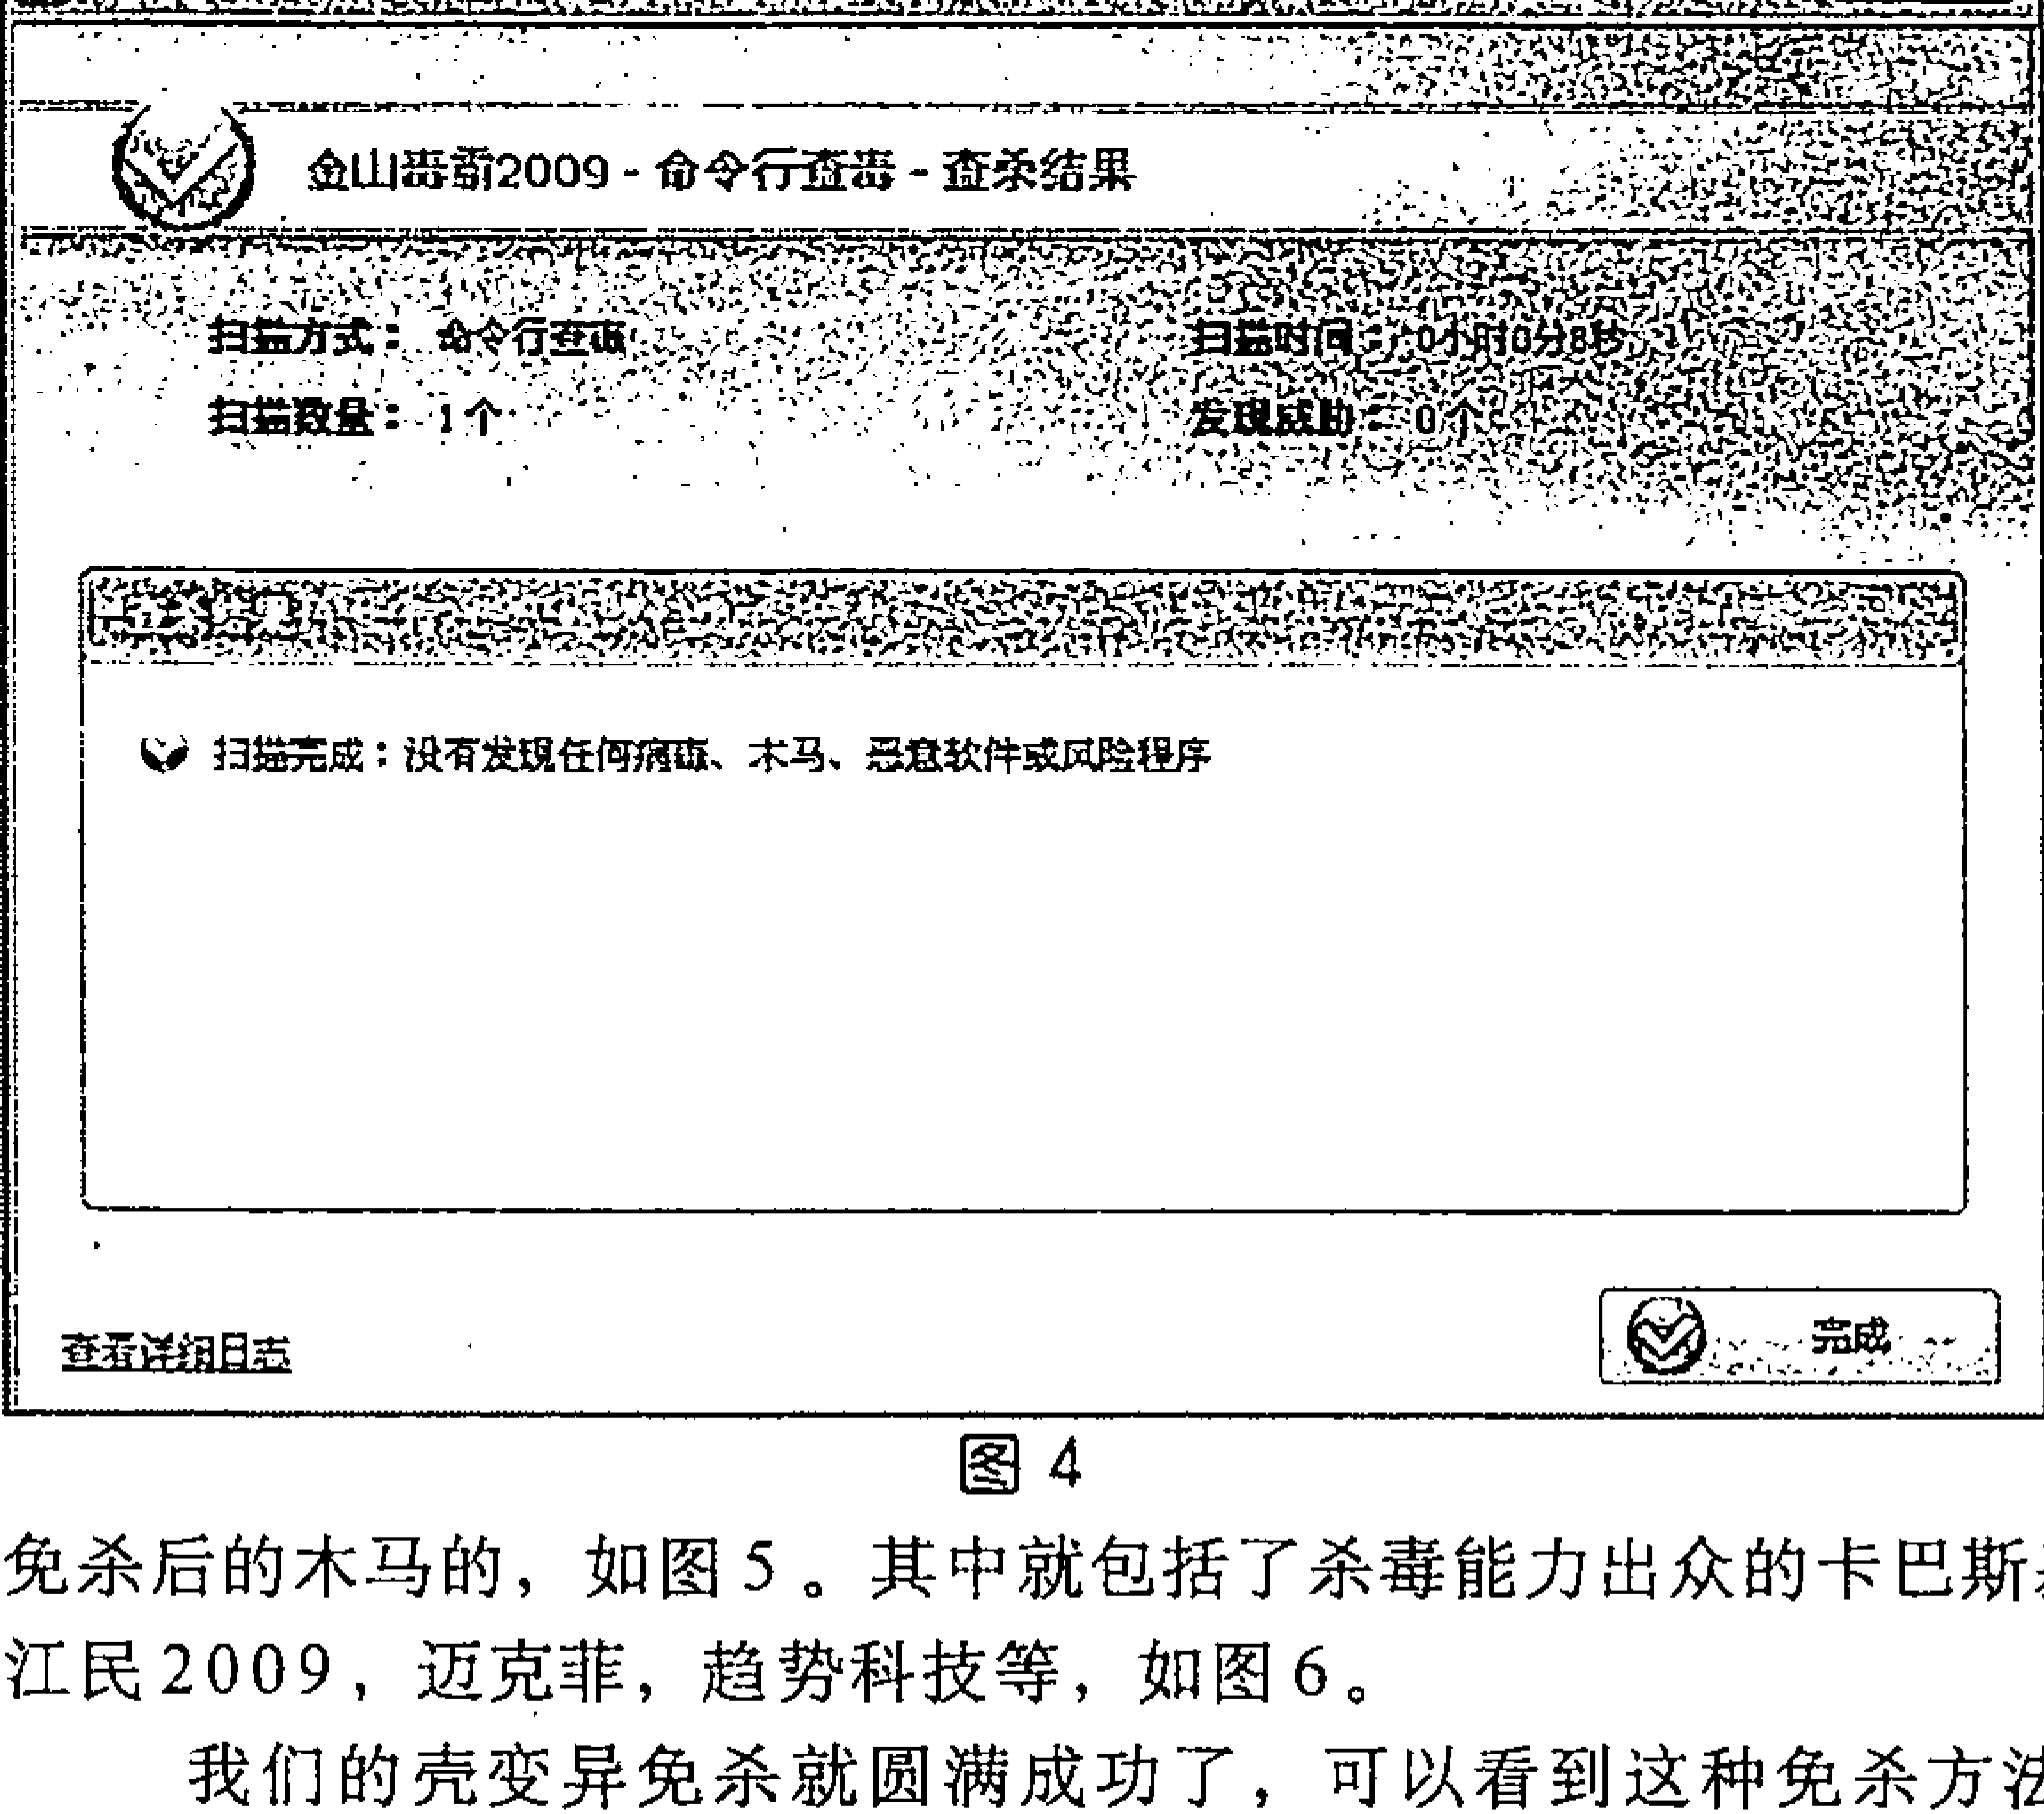 金山毒霸2009 - 命令行查毒 - 查杀结果
扫描方式： 命令行查毒
扫描时间： 0小时0分8秒
扫描数量： 1个
发现威胁： 0个
查杀结果
扫描完成：没有发现任何病毒、木马、恶意软件或风险程序
查看详细日志
完成
图 4
免杀后的木马的，如图5。其中就包括了杀毒能力出众的卡巴斯
江民2009，迈克菲，趋势科技等，如图6。
我们的壳变异免杀就圆满成功了，可以看到这种免杀方法